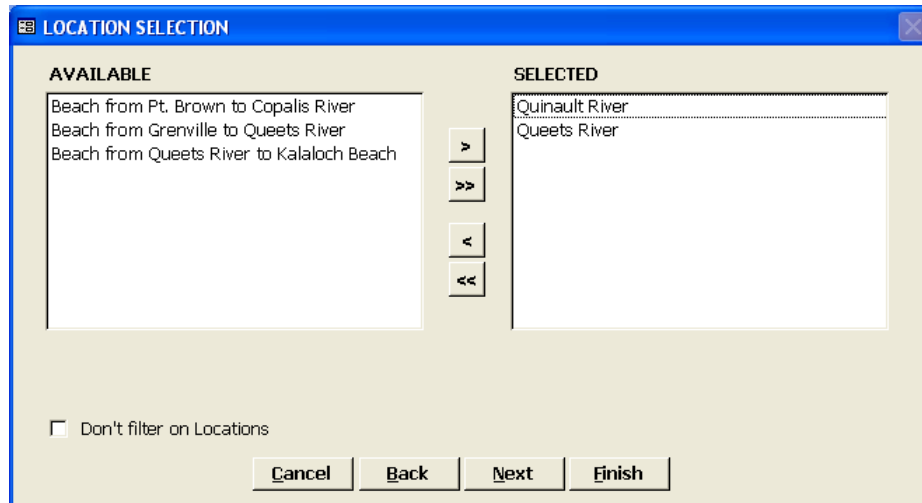 LOCATION SELECTION
AVAILABLE
Beach from Pt. Brown to Copalis River
Beach from Grenville to Queets River
Beach from Queets River to Kalaloch Beach
>
>>
<
<<
SELECTED
Quinault River
Queets River
Don't filter on Locations
Cancel Back Next Finish